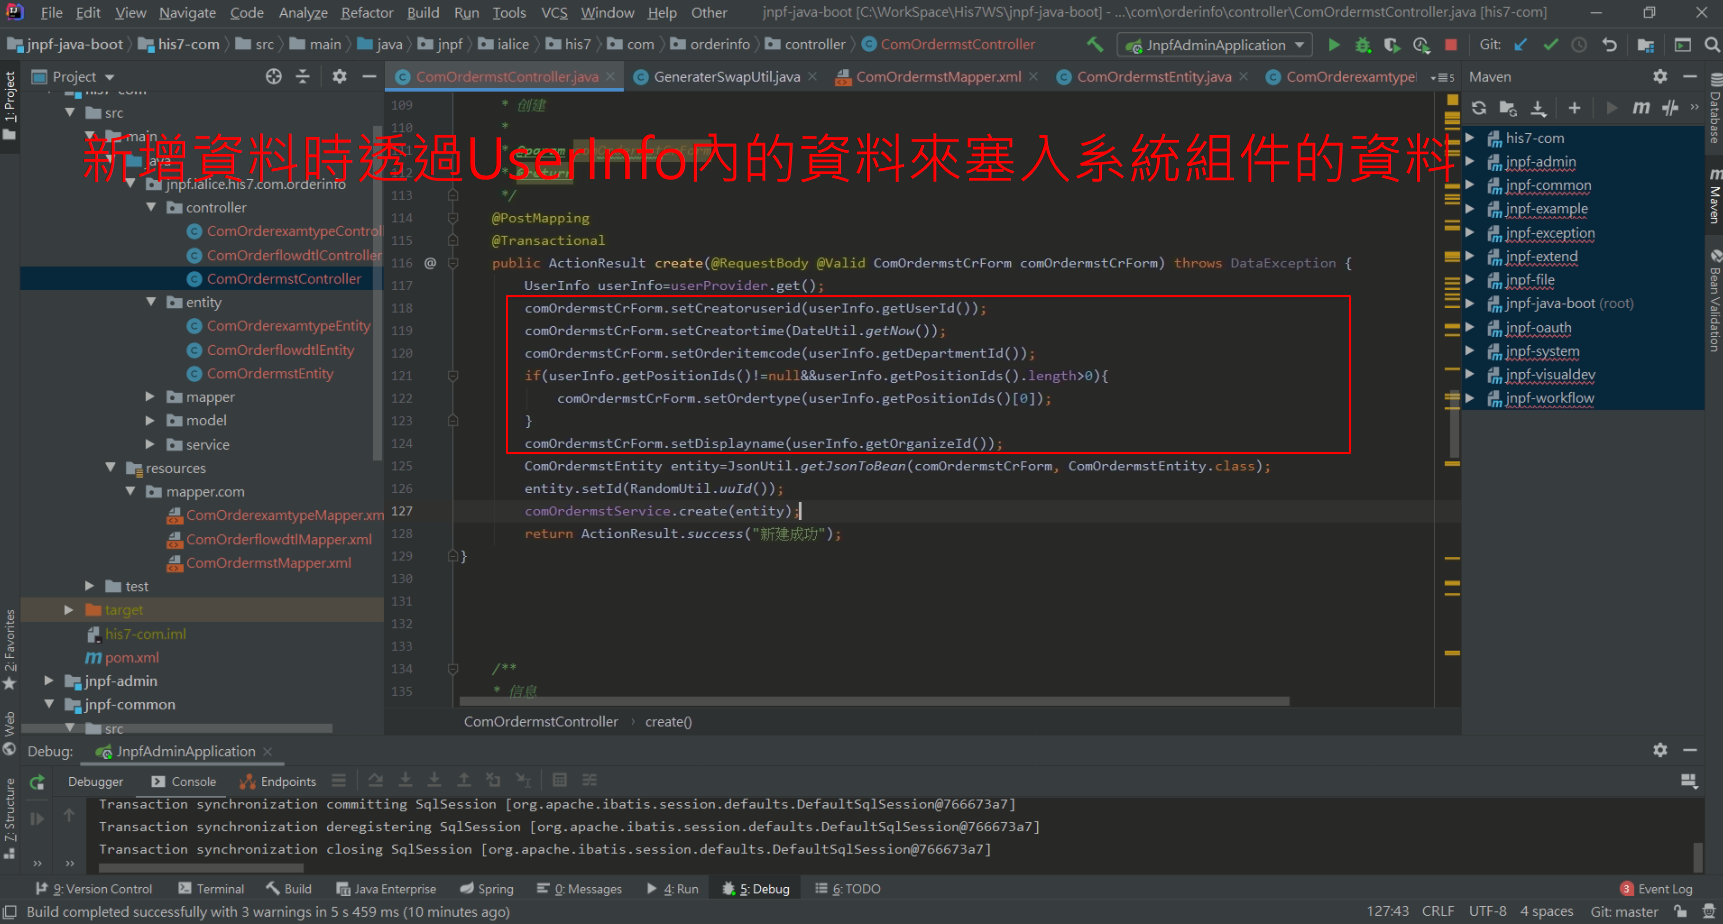 File Edit View Navigate Code Analyze Refactor Build Run Tools VCS Window Help Other jnpf-java-boot [C:\WorkSpace\His7WS\jnpf-java-boot] - ...\com\orderinfo\controller\ComOrdermstController.java [his7-com]
jnpf-java-boot his7-com src main java jnpf ialice his7 com orderinfo controller ComOrdermstController JnpfAdminApplication Git:
1: Project
Project
ComOrdermstController.java GeneraterSwapUtil.java ComOrdermstMapper.xml ComOrdermstEntity.java ComOrderexamtype 5
Maven
Database
Maven
Bean Validation
新增資料時透過UserInfo內的資料來塞入系統組件的資料
his7-com
src
main
java
jnpf.ialice.his7.com.orderinfo
controller
ComOrderexamtypeControl
ComOrderflowdtlController
ComOrdermstController
entity
ComOrderexamtypeEntity
ComOrderflowdtlEntity
ComOrdermstEntity
mapper
model
service
resources
mapper.com
ComOrderexamtypeMapper.xm
ComOrderflowdtlMapper.xml
ComOrdermstMapper.xml
test
target
his7-com.iml
pom.xml
jnpf-admin
jnpf-common
src
109 * 创建
110 *
111 * @param
112 * @return
113 */
114 @PostMapping
115 @Transactional
116 @ public ActionResult create(@RequestBody @Valid ComOrdermstCrForm comOrdermstCrForm) throws DataException {
117 UserInfo userInfo=userProvider.get();
118 comOrdermstCrForm.setCreatoruserid(userInfo.getUserId());
119 comOrdermstCrForm.setCreatortime(DateUtil.getNow());
120 comOrdermstCrForm.setOrderitemcode(userInfo.getDepartmentId());
121 if(userInfo.getPositionIds()!=null&&userInfo.getPositionIds().length>0){
122 comOrdermstCrForm.setOrdertype(userInfo.getPositionIds()[0]);
123 }
124 comOrdermstCrForm.setDisplayname(userInfo.getOrganizeId());
125 ComOrdermstEntity entity=JsonUtil.getJsonToBean(comOrdermstCrForm, ComOrdermstEntity.class);
126 entity.setId(RandomUtil.uuId());
127 comOrdermstService.create(entity);
128 return ActionResult.success("新建成功");
129 }
130
131
132
133
134 /**
135 * 信息
ComOrdermstController › create()
his7-com
jnpf-admin
jnpf-common
jnpf-example
jnpf-exception
jnpf-extend
jnpf-file
jnpf-java-boot (root)
jnpf-oauth
jnpf-system
jnpf-visualdev
jnpf-workflow
2: Favorites
Web
Z: Structure
Debug: JnpfAdminApplication
Debugger Console Endpoints
Transaction synchronization committing SqlSession [org.apache.ibatis.session.defaults.DefaultSqlSession@766673a7]
Transaction synchronization deregistering SqlSession [org.apache.ibatis.session.defaults.DefaultSqlSession@766673a7]
Transaction synchronization closing SqlSession [org.apache.ibatis.session.defaults.DefaultSqlSession@766673a7]
9: Version Control Terminal Build Java Enterprise Spring 0: Messages 4: Run 5: Debug 6: TODO 3 Event Log
Build completed successfully with 3 warnings in 5 s 459 ms (10 minutes ago) 127:43 CRLF UTF-8 4 spaces Git: master